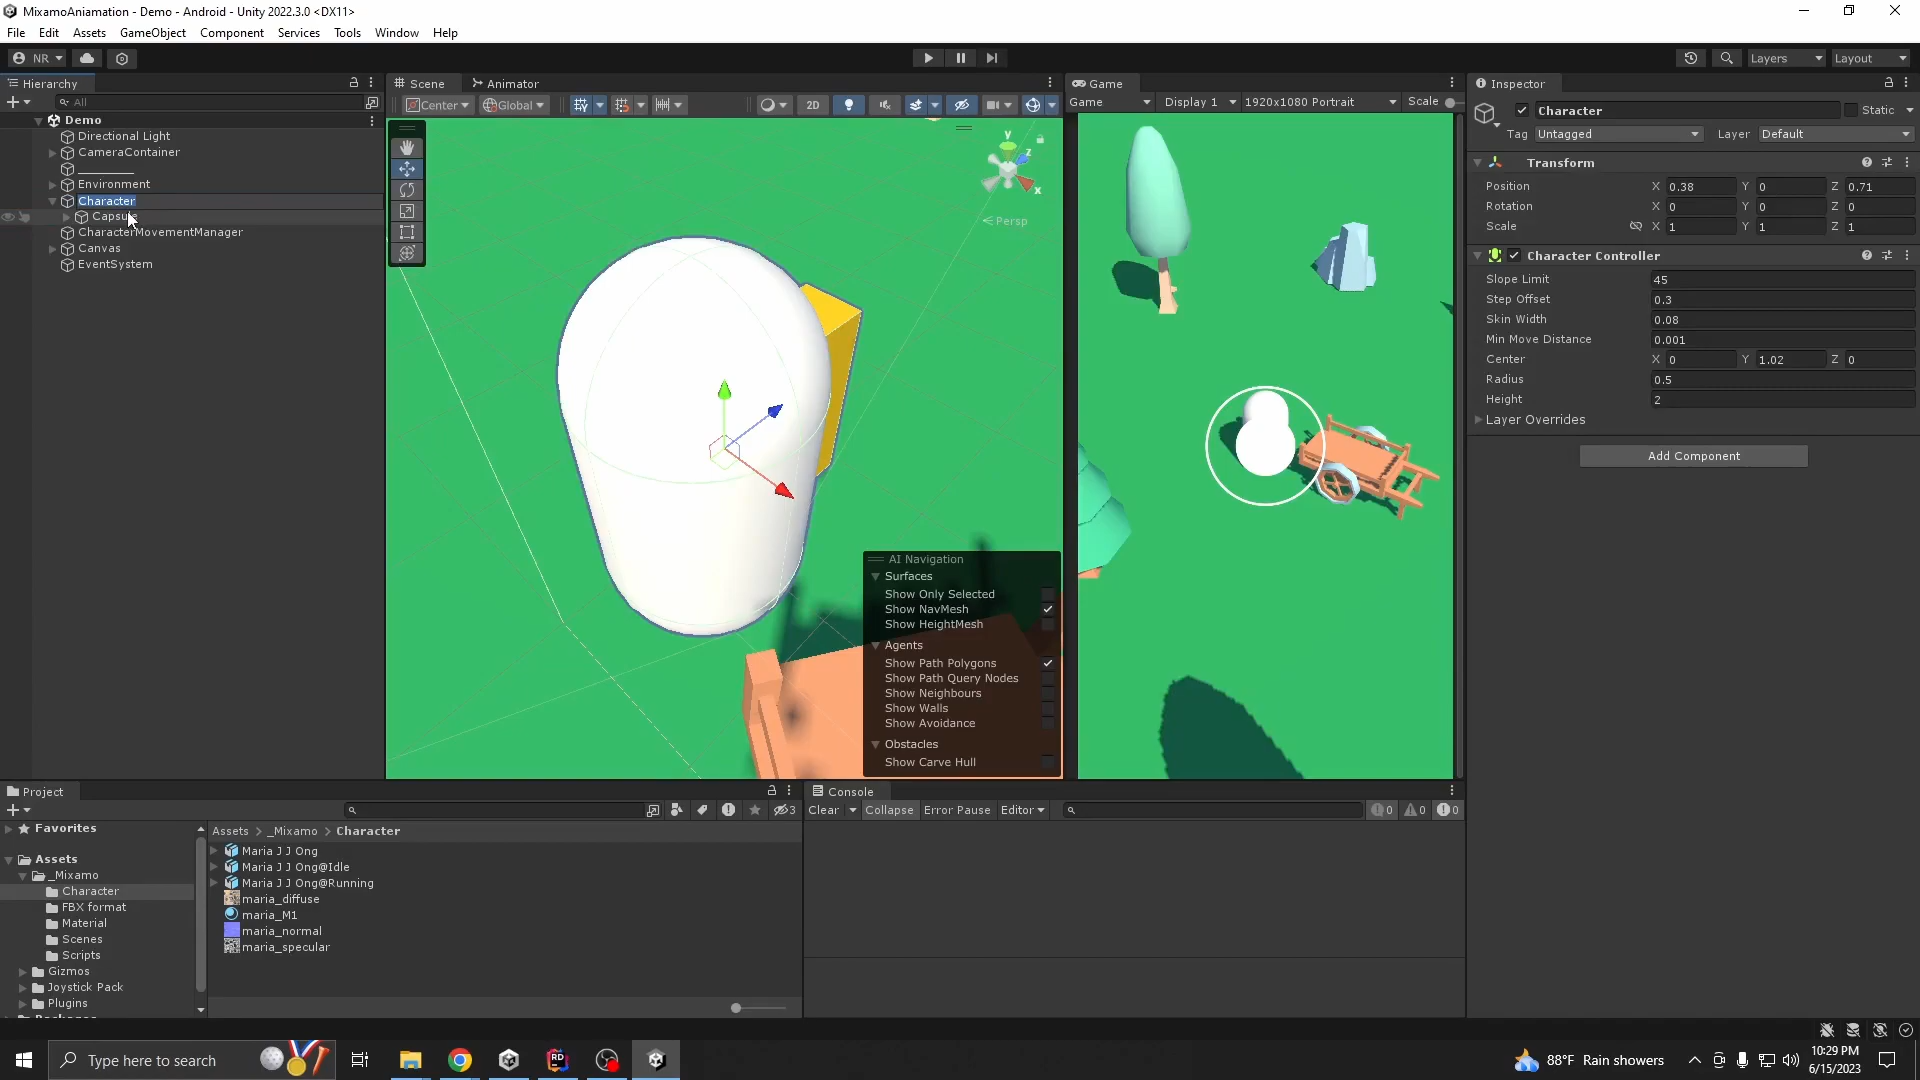 MixamoAniamation - Demo - Android - Unity 2022.3.0 <DX11>
File Edit Assets GameObject Component Services Tools Window Help
NR Layers Layout
Hierarchy
All
Demo
Directional Light
CameraContainer
_________
Environment
Character
Capsule
CharacterMovementManager
Canvas
EventSystem
Scene Animator
Center Global 2D
y
z
x
Persp
AI Navigation
Surfaces
Show Only Selected
Show NavMesh
Show HeightMesh
Agents
Show Path Polygons
Show Path Query Nodes
Show Neighbours
Show Walls
Show Avoidance
Obstacles
Show Carve Hull
Game
Game Display 1 1920x1080 Portrait Scale
Inspector
Character Static
Tag Untagged Layer Default
Transform
Position X 0.38 Y 0 Z 0.71
Rotation X 0 Y 0 Z 0
Scale X 1 Y 1 Z 1
Character Controller
Slope Limit 45
Step Offset 0.3
Skin Width 0.08
Min Move Distance 0.001
Center X 0 Y 1.02 Z 0
Radius 0.5
Height 2
Layer Overrides
Add Component
Project
3
Favorites
Assets
_Mixamo
Character
FBX format
Material
Scenes
Scripts
Gizmos
Joystick Pack
Plugins
Assets > _Mixamo > Character
Maria J J Ong
Maria J J Ong@Idle
Maria J J Ong@Running
maria_diffuse
maria_M1
maria_normal
maria_specular
Console
Clear Collapse Error Pause Editor 0 0 0
Type here to search
RD
88°F Rain showers
10:29 PM
6/15/2023